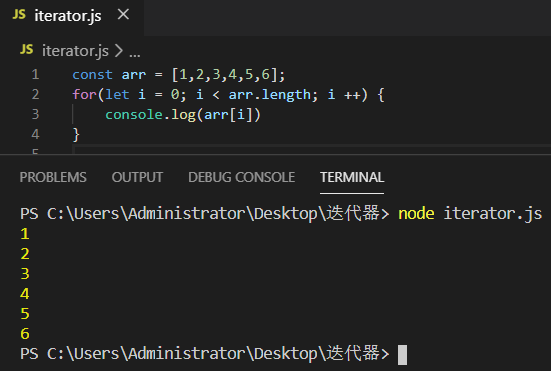 JS iterator.js ×
JS iterator.js > ...
1 const arr = [1,2,3,4,5,6];
2 for(let i = 0; i < arr.length; i ++) {
3     console.log(arr[i])
4 }
5
PROBLEMS OUTPUT DEBUG CONSOLE TERMINAL
PS C:\Users\Administrator\Desktop\迭代器> node iterator.js
1
2
3
4
5
6
PS C:\Users\Administrator\Desktop\迭代器>